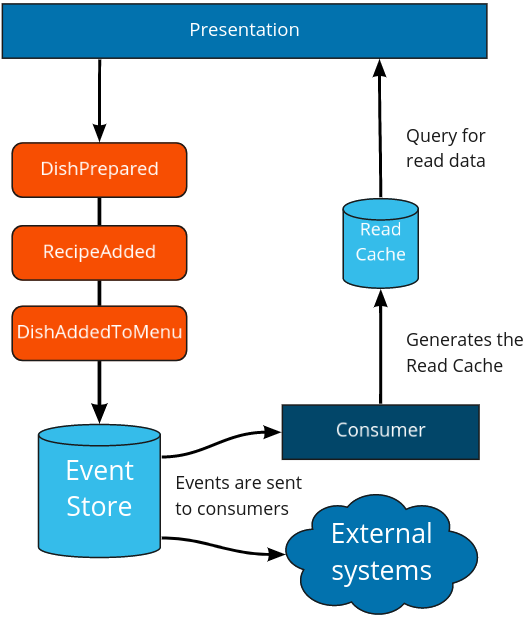 Presentation
DishPrepared
RecipeAdded
DishAddedToMenu
Event
Store
Events are sent
to consumers
Consumer
External
systems
Generates the
Read Cache
Read
Cache
Query for
read data